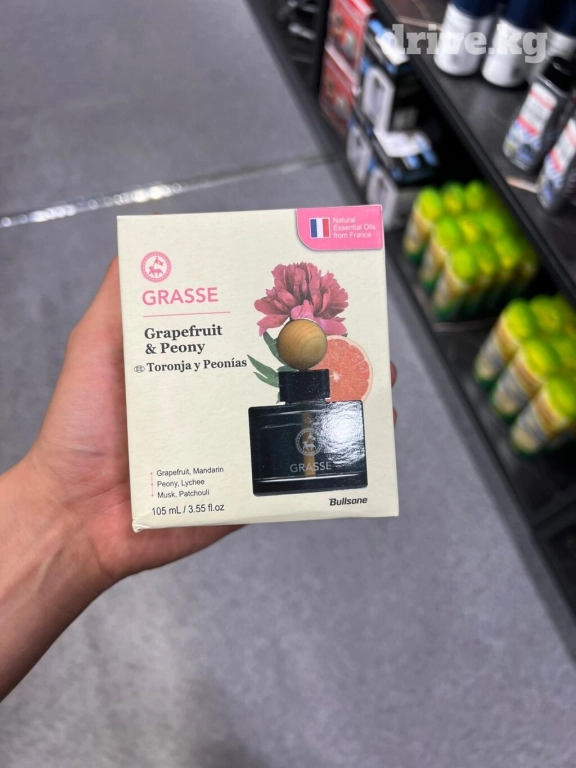 drive.kg
Natural
Essential Oils
from France
GRASSE
Grapefruit
& Peony
Toronja y Peonías
GRASSE
Grapefruit, Mandarin
Peony, Lychee
Musk, Patchouli
105 mL / 3.55 fl.oz
Bullsone